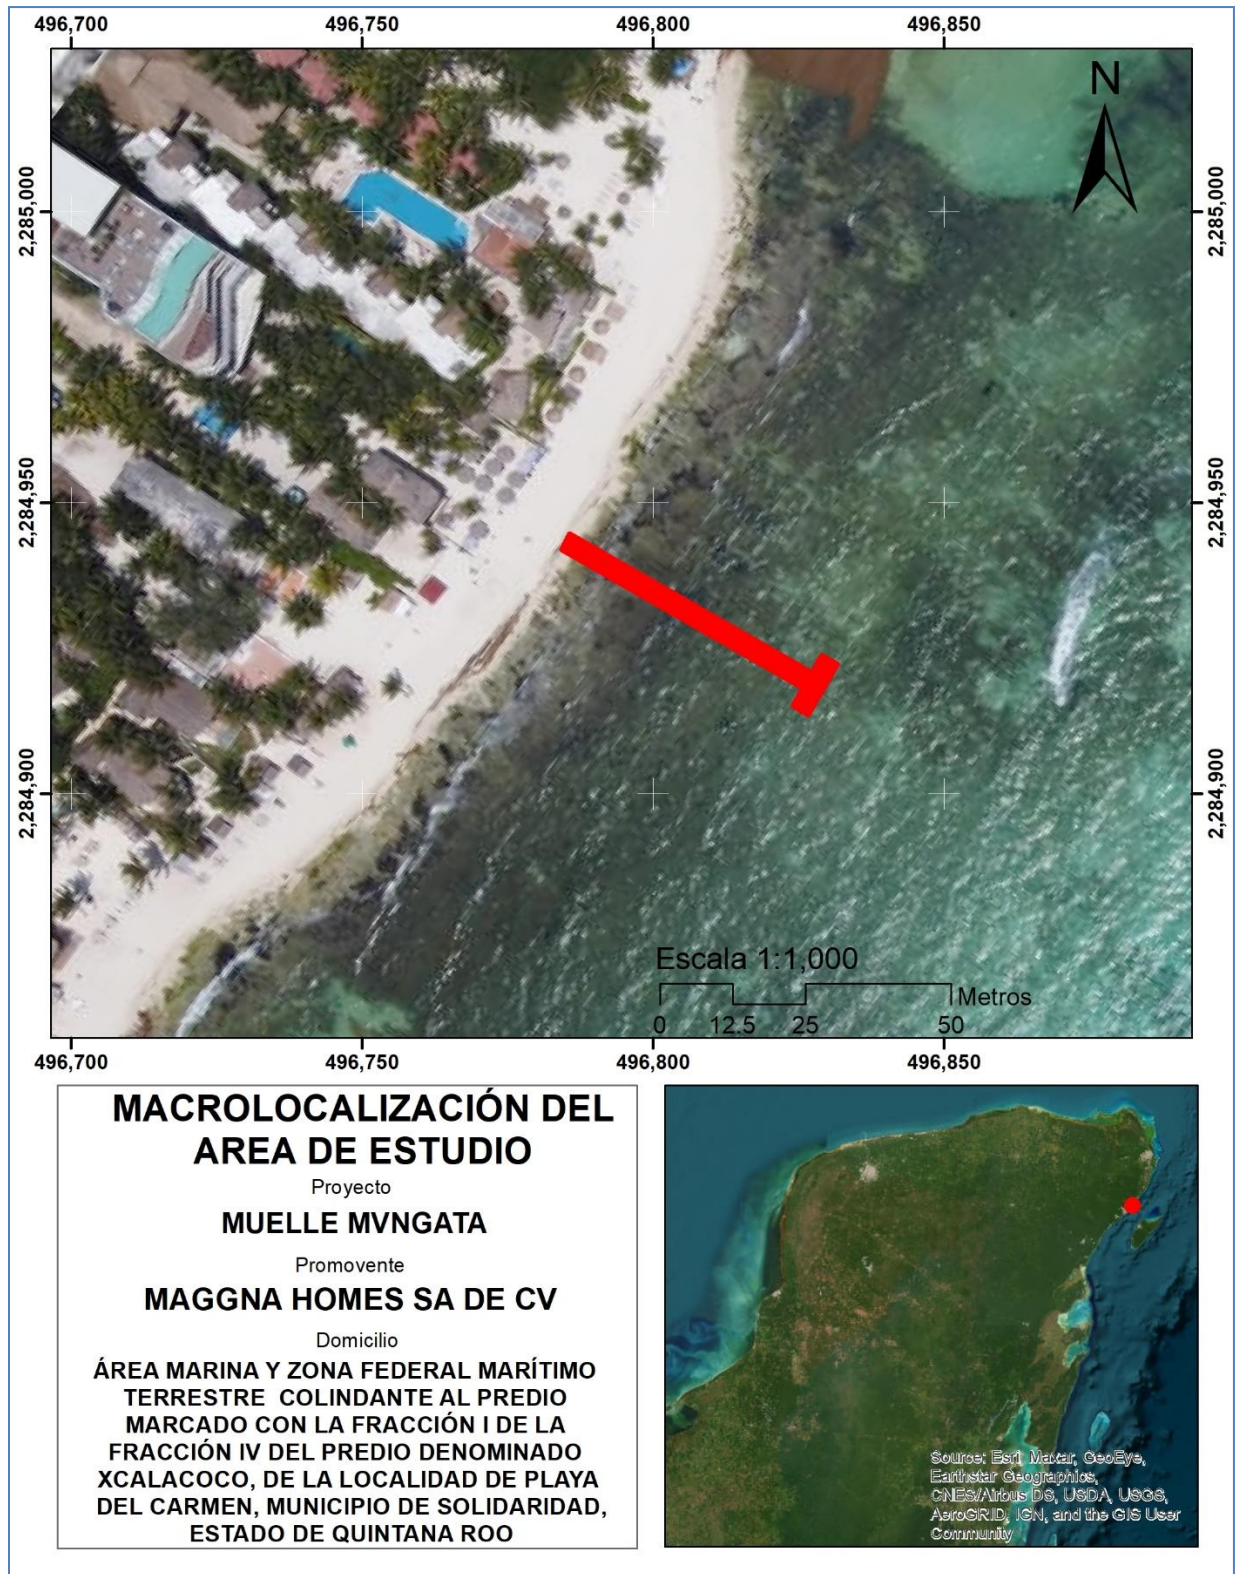 496,700 496,750 496,800 496,850
N
2,285,000 2,285,000
2,284,950 2,284,950
2,284,900 2,284,900
Escala 1:1,000
Metros
0 12.5 25 50
496,700 496,750 496,800 496,850
MACROLOCALIZACIÓN DEL
AREA DE ESTUDIO
Proyecto
MUELLE MVNGATA
Promovente
MAGGNA HOMES SA DE CV
Domicilio
ÁREA MARINA Y ZONA FEDERAL MARÍTIMO
TERRESTRE COLINDANTE AL PREDIO
MARCADO CON LA FRACCIÓN I DE LA
FRACCIÓN IV DEL PREDIO DENOMINADO
XCALACOCO, DE LA LOCALIDAD DE PLAYA
DEL CARMEN, MUNICIPIO DE SOLIDARIDAD,
ESTADO DE QUINTANA ROO
Source: Esri, Maxar, GeoEye,
Earthstar Geographics,
CNES/Airbus DS, USDA, USGS,
AeroGRID, IGN, and the GIS User
Community